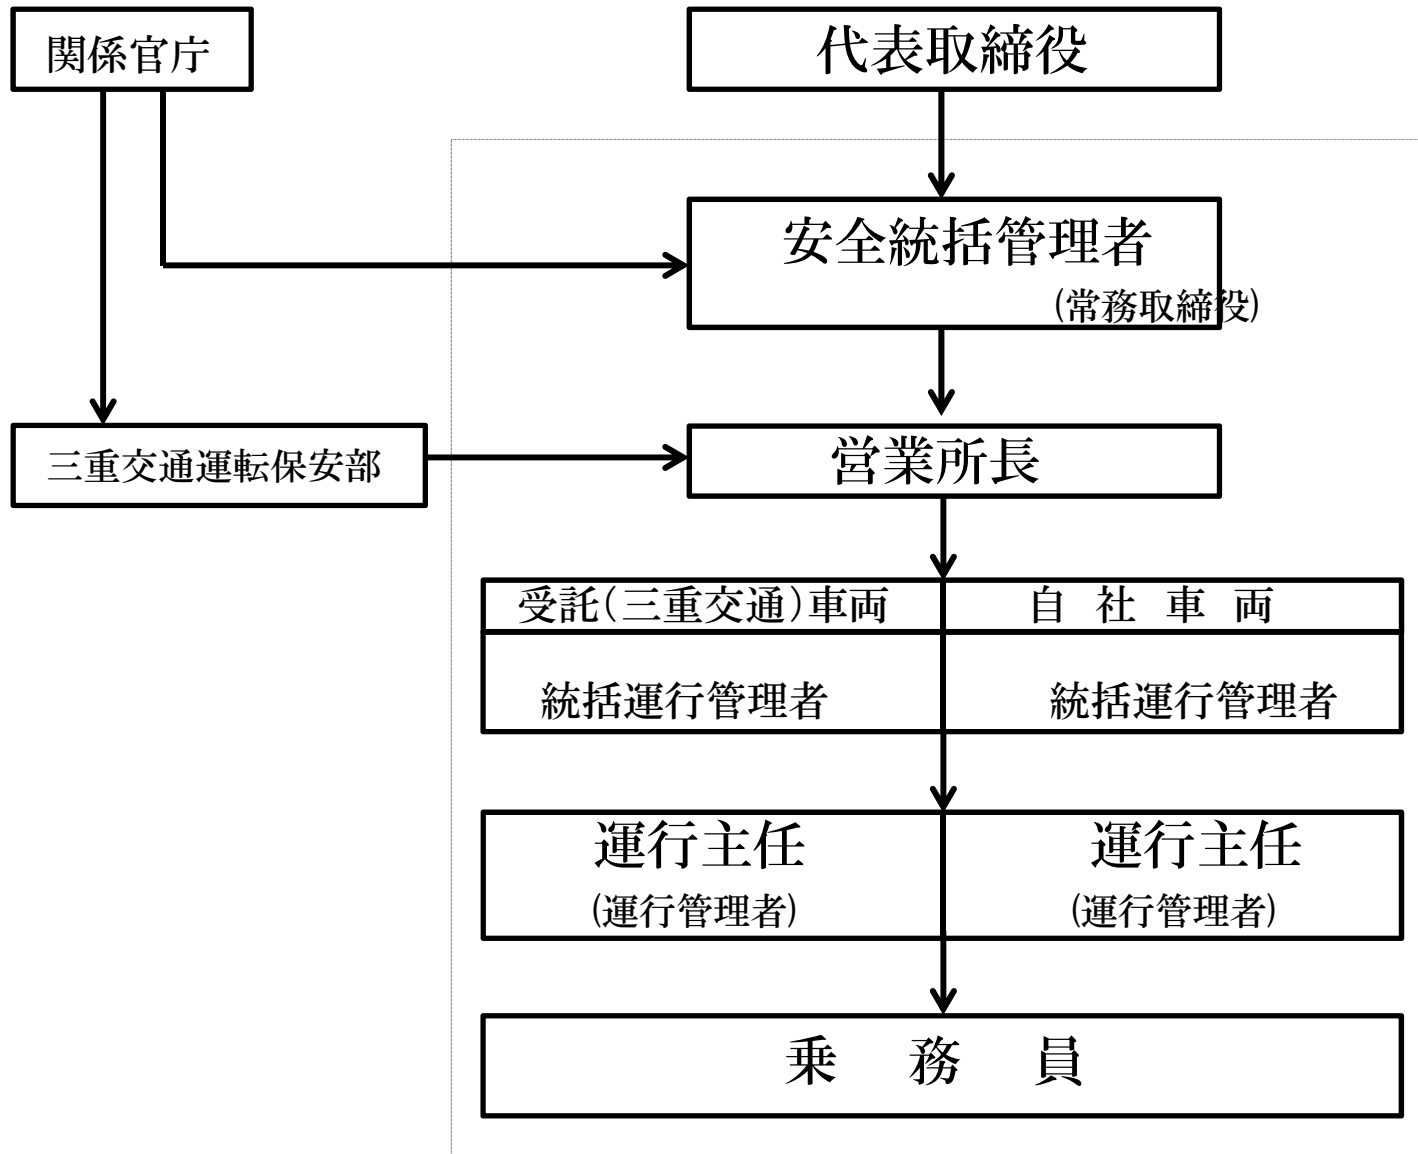 関係官庁
代表取締役
安全統括管理者
(常務取締役)
三重交通運転保安部
営業所長
受託(三重交通)車両
自 社 車 両
統括運行管理者
統括運行管理者
運行主任
(運行管理者)
運行主任
(運行管理者)
乗 務 員